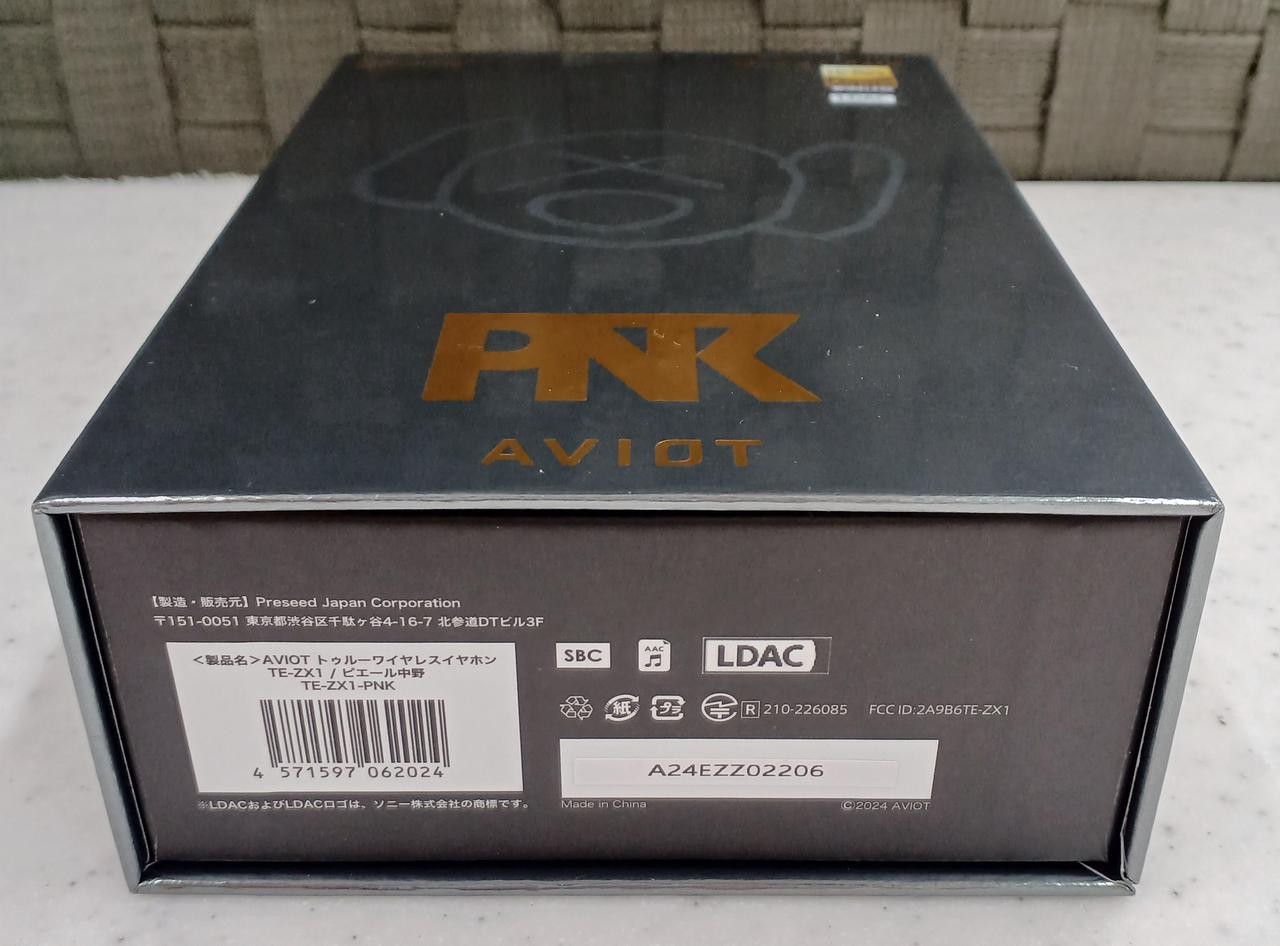 PNK
AVIOT
【製造・販売元】Preseed Japan Corporation
〒151-0051 東京都渋谷区千駄ヶ谷4-16-7 北参道DTビル3F
＜製品名＞AVIOT トゥルーワイヤレスイヤホン
TE-ZX1 / ピエール中野
TE-ZX1-PNK
4 571597 062024
※LDACおよびLDACロゴは、ソニー株式会社の商標です。
SBC AAC LDAC
紙 プラ R 210-226085 FCC ID:2A9B6TE-ZX1
A24EZZ02206
Made in China ©2024 AVIOT